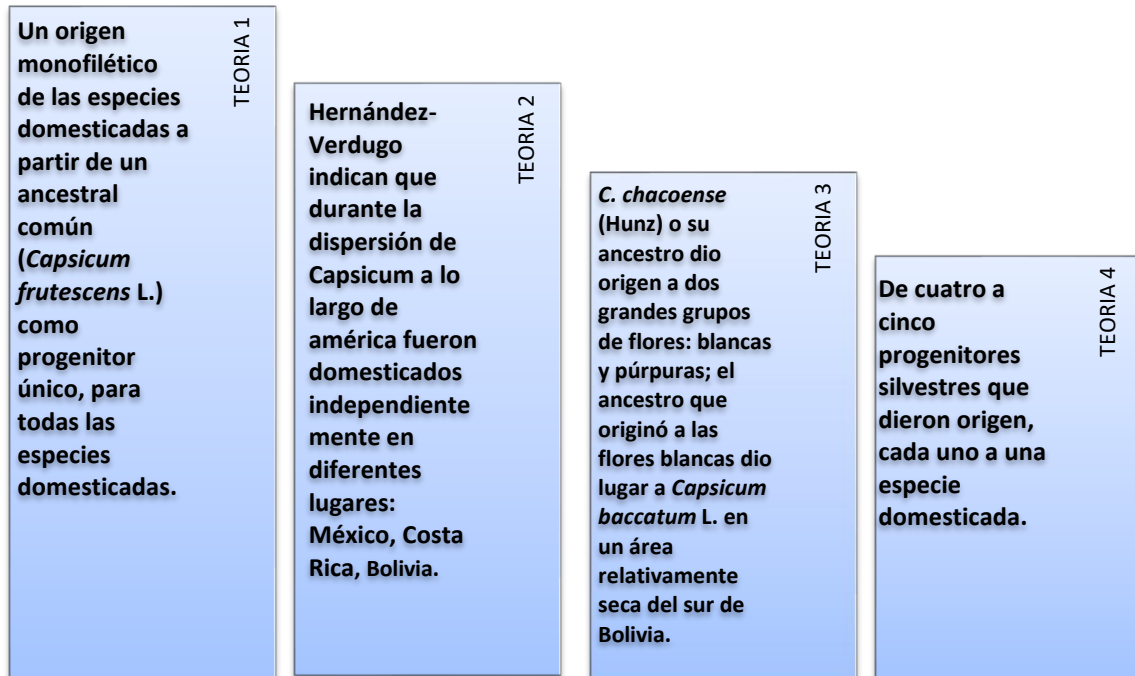 TEORIA 1
Un origen
monofilético
de las especies
domesticadas a
partir de un
ancestral
común
(Capsicum
frutescens L.)
como
progenitor
único, para
todas las
especies
domesticadas.
TEORIA 2
Hernández-
Verdugo
indican que
durante la
dispersión de
Capsicum a lo
largo de
américa fueron
domesticados
independiente
mente en
diferentes
lugares:
México, Costa
Rica, Bolivia.
TEORIA 3
C. chacoense
(Hunz) o su
ancestro dio
origen a dos
grandes grupos
de flores: blancas
y púrpuras; el
ancestro que
originó a las
flores blancas dio
lugar a Capsicum
baccatum L. en
un área
relativamente
seca del sur de
Bolivia.
TEORIA 4
De cuatro a
cinco
progenitores
silvestres que
dieron origen,
cada uno a una
especie
domesticada.